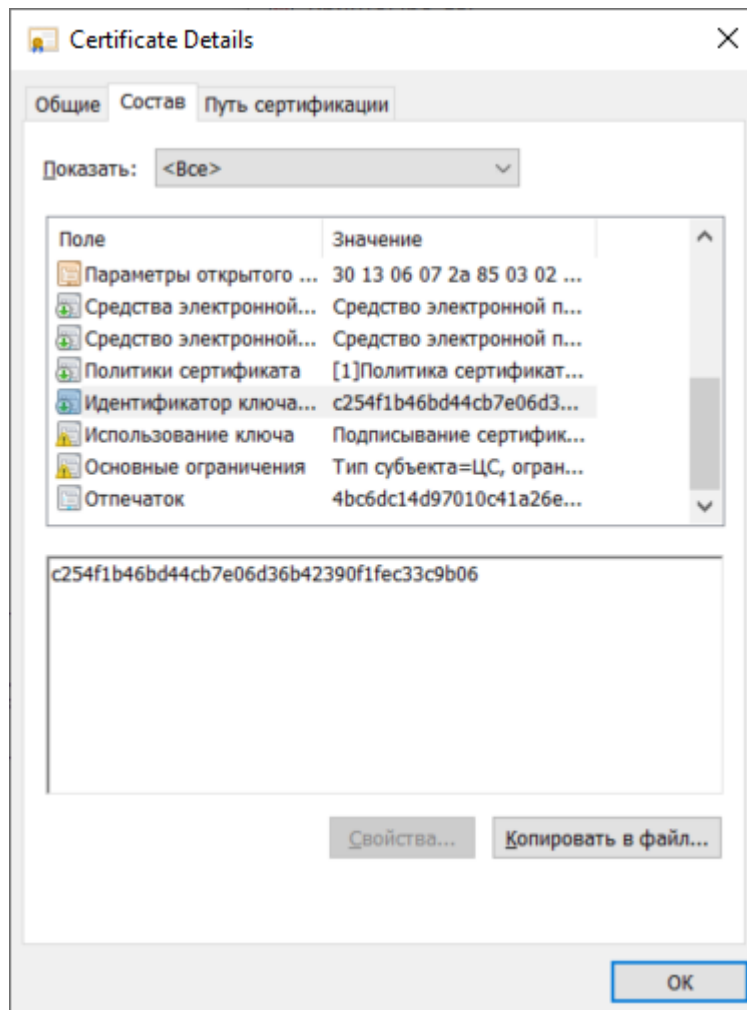 Certificate Details
Общие Состав Путь сертификации
Показать: <Все>
Поле Значение
Параметры открытого ... 30 13 06 07 2a 85 03 02 ...
Средства электронной... Средство электронной п...
Средство электронной... Средство электронной п...
Политики сертификата [1]Политика сертификат...
Идентификатор ключа... c254f1b46bd44cb7e06d3...
Использование ключа Подписывание сертифик...
Основные ограничения Тип субъекта=ЦС, огран...
Отпечаток 4bc6dc14d97010c41a26e...
c254f1b46bd44cb7e06d36b42390f1fec33c9b06
Свойства... Копировать в файл...
ОК